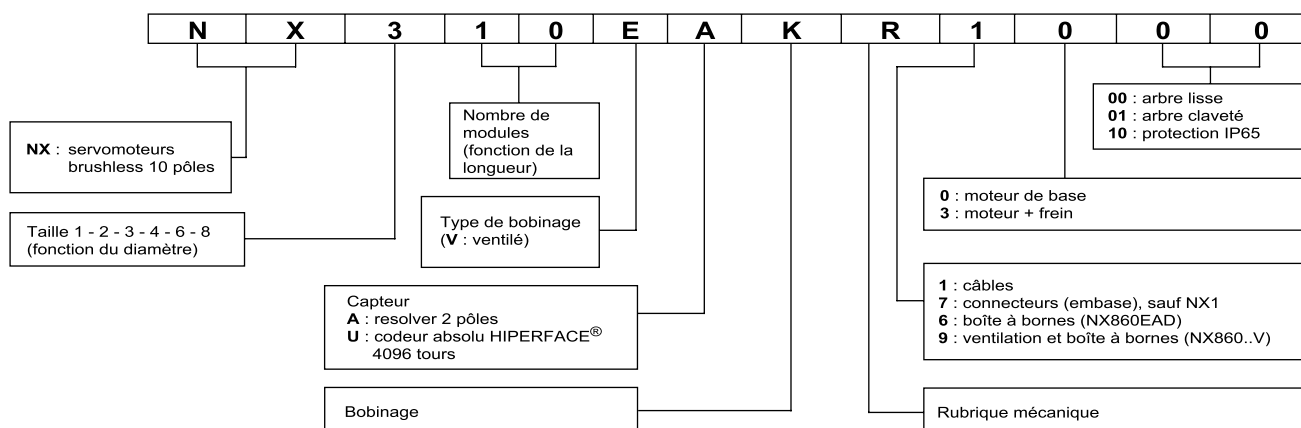 N X 3 1 0 E A K R 1 0 0 0
NX : servomoteurs
brushless 10 pôles
Taille 1 - 2 - 3 - 4 - 6 - 8
(fonction du diamètre)
Nombre de
modules
(fonction de la
longueur)
Type de bobinage
(V : ventilé)
Capteur
A : resolver 2 pôles
U : codeur absolu HIPERFACE®
4096 tours
Bobinage
00 : arbre lisse
01 : arbre claveté
10 : protection IP65
0 : moteur de base
3 : moteur + frein
1 : câbles
7 : connecteurs (embase), sauf NX1
6 : boîte à bornes (NX860EAD)
9 : ventilation et boîte à bornes (NX860..V)
Rubrique mécanique